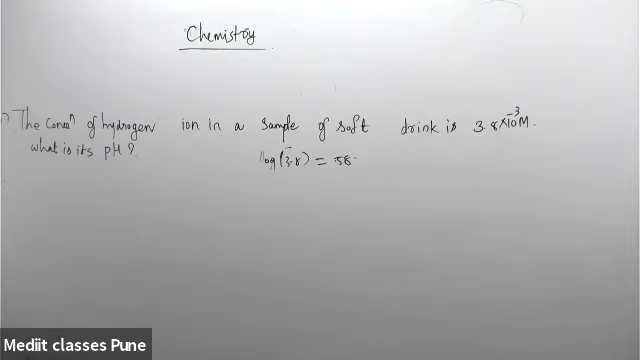 Chemistry
1) The concn of hydrogen ion in a sample of soft drink is 3.8×10⁻³M.
what is its pH?
log(3.8) = .58
Mediit classes Pune